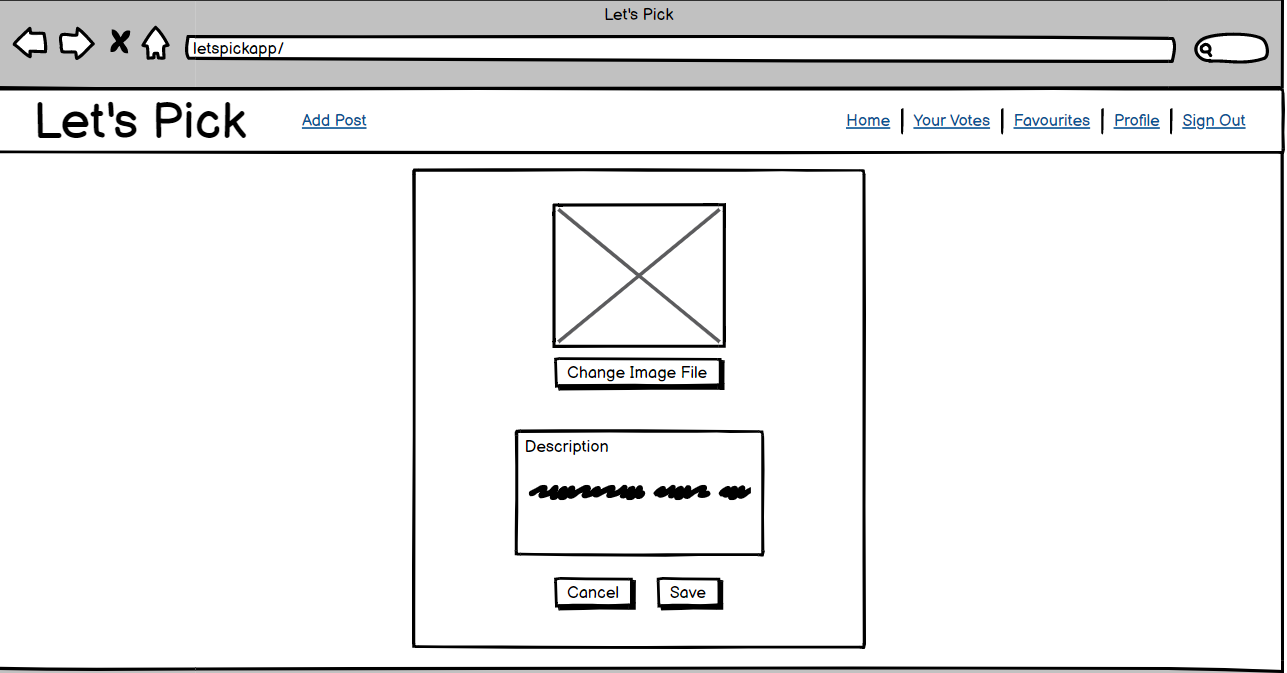 Let's Pick
letspickapp/
Let's Pick
Add Post
Home
Your Votes
Favourites
Profile
Sign Out
Change Image File
Description
Cancel
Save